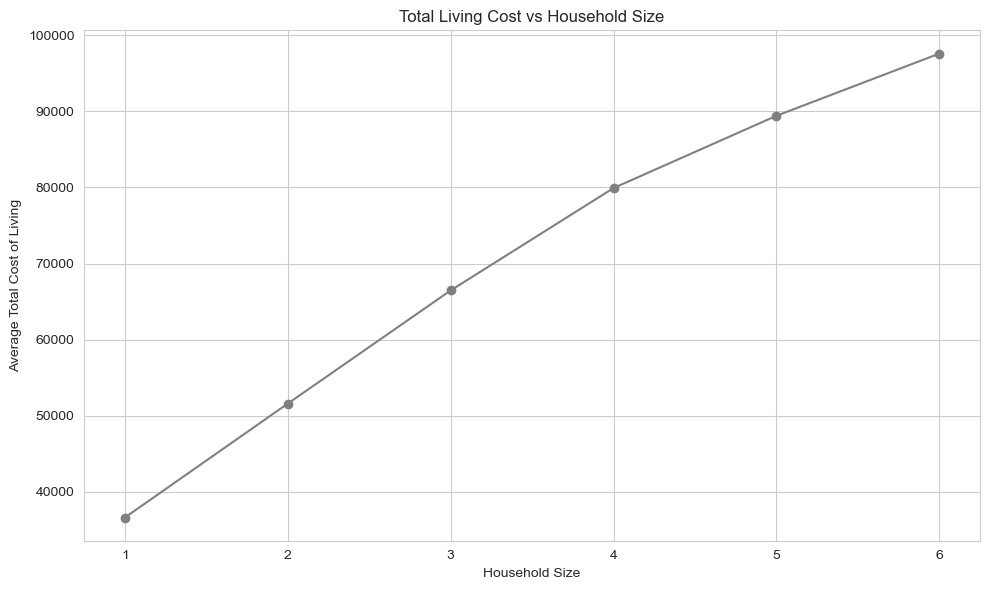 Total Living Cost vs Household Size
100000
90000
80000
70000
60000
50000
40000
Average Total Cost of Living
1 2 3 4 5 6
Household Size